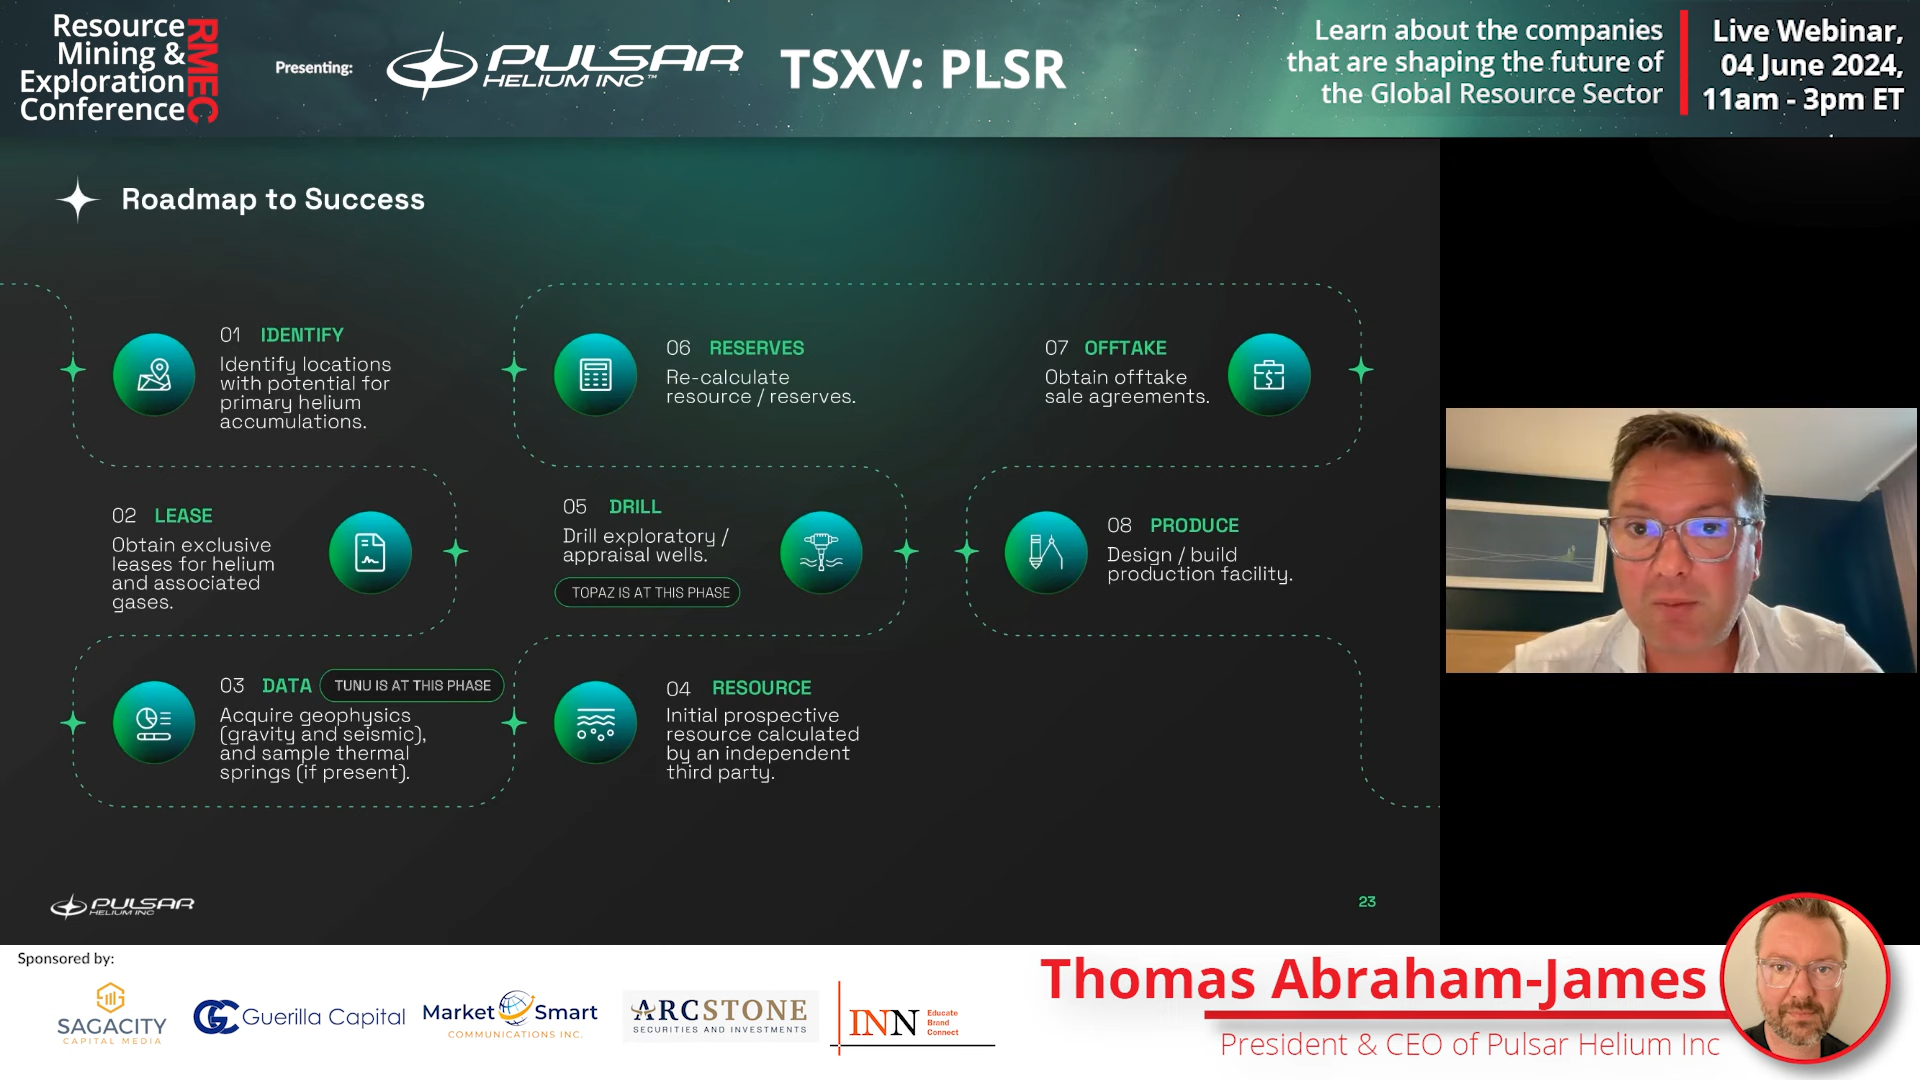 Resource
Mining &
Exploration
Conference
RMEC
Presenting:
PULSAR
HELIUM INC™
TSXV: PLSR
Learn about the companies
that are shaping the future of
the Global Resource Sector
Live Webinar,
04 June 2024,
11am - 3pm ET
Roadmap to Success
01 IDENTIFY
Identify locations
with potential for
primary helium
accumulations.
02 LEASE
Obtain exclusive
leases for helium
and associated
gases.
03 DATA
TUNU IS AT THIS PHASE
Acquire geophysics
(gravity and seismic),
and sample thermal
springs (if present).
04 RESOURCE
Initial prospective
resource calculated
by an independent
third party.
05 DRILL
Drill exploratory /
appraisal wells.
TOPAZ IS AT THIS PHASE
06 RESERVES
Re-calculate
resource / reserves.
07 OFFTAKE
Obtain offtake
sale agreements.
08 PRODUCE
Design / build
production facility.
PULSAR
HELIUM INC
23
Sponsored by:
SAGACITY
CAPITAL MEDIA
GC Guerilla Capital
Market Smart
COMMUNICATIONS INC.
ARCSTONE
SECURITIES AND INVESTMENTS
INN
Educate
Brand
Connect
Thomas Abraham-James
President & CEO of Pulsar Helium Inc